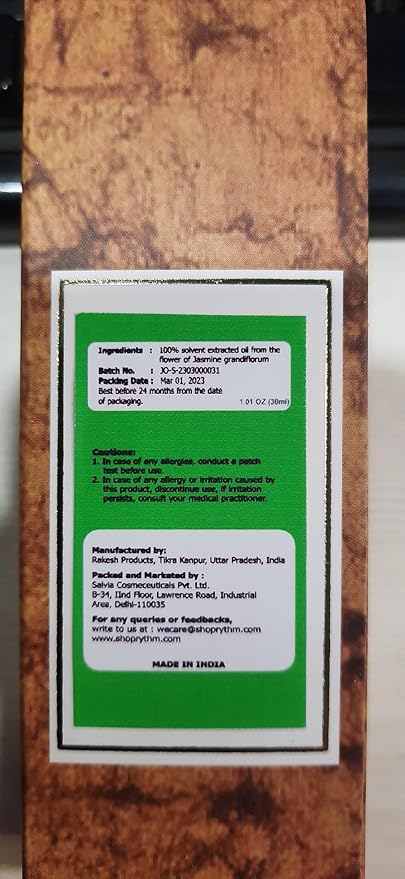 Ingredients : 100% solvent extracted oil from the
flower of Jasmine grandiflorum
Batch No. : JO-S-2303000031
Packing Date : Mar 01, 2023
Best before 24 months from the date
of packaging. 1.01 OZ (30ml)
Cautions:
1. In case of any allergies, conduct a patch
test before use.
2. In case of any allergy or irritation caused by
this product, discontinue use, if irritation
persists, consult your medical practitioner.
Manufactured by:
Rakesh Products, Tikra Kanpur, Uttar Pradesh, India
Packed and Marketed by :
Salvia Cosmeceuticals Pvt. Ltd.
B-34, IInd Floor, Lawrence Road, Industrial
Area, Delhi-110035
For any queries or feedbacks,
write to us at : wecare@shoprythm.com
www.shoprythm.com
MADE IN INDIA